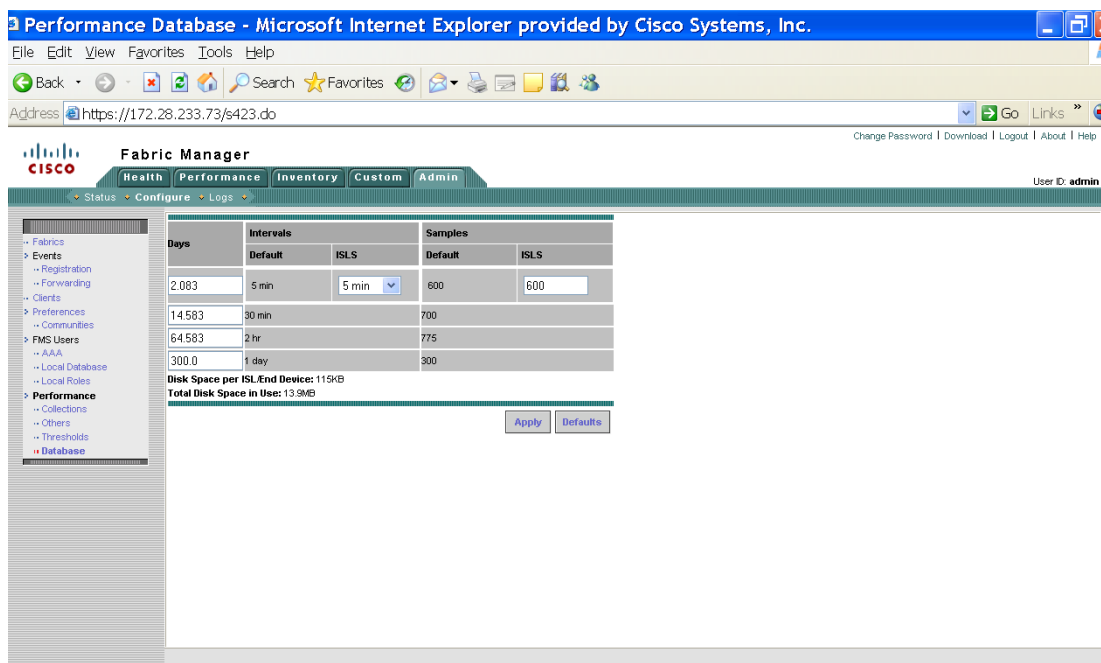 Performance Database - Microsoft Internet Explorer provided by Cisco Systems, Inc.
File Edit View Favorites Tools Help
Back Search Favorites
Address https://172.28.233.73/s423.do Go Links »
Change Password | Download | Logout | About | Help
CISCO Fabric Manager
Health Performance Inventory Custom Admin
User ID: admin
Status Configure Logs
Fabrics
Events
Registration
Forwarding
Clients
Preferences
Communities
FMS Users
AAA
Local Database
Local Roles
Performance
Collections
Others
Thresholds
Database
Days Intervals Samples
Default ISLS Default ISLS
2.083 5 min 5 min 600 600
14.583 30 min 700
64.583 2 hr 775
300.0 1 day 300
Disk Space per ISL/End Device: 115KB
Total Disk Space in Use: 13.9MB
Apply Defaults